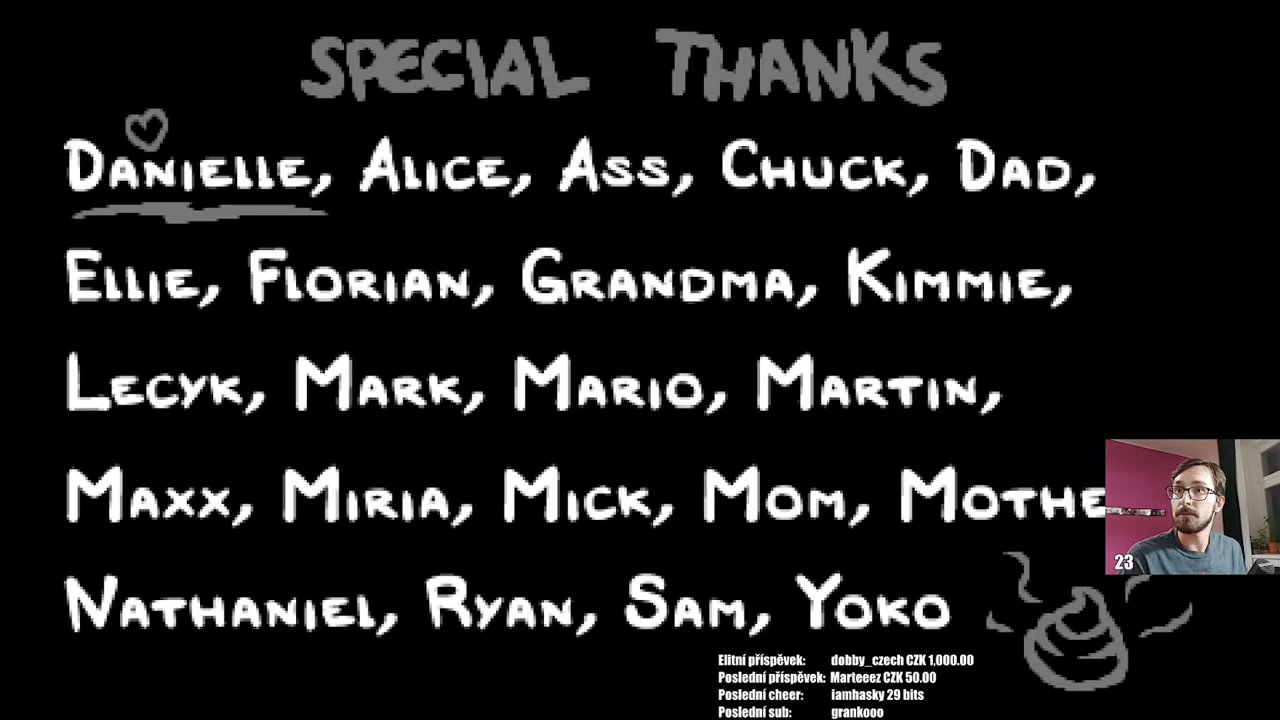 SPECIAL THANKS
DANIELLE, ALICE, ASS, CHUCK, DAD,
ELLIE, FLORIAN, GRANDMA, KIMMIE,
LECYK, MARK, MARIO, MARTIN,
MAXX, MIRIA, MICK, MOM,
NATHANIEL, RYAN, SAM, YOKO
23
Elitní příspěvek: dobby_czech CZK 1,000.00
Poslední příspěvek: Marteeez CZK 50.00
Poslední cheer: iamhasky 29 bits
Poslední sub: grankooo